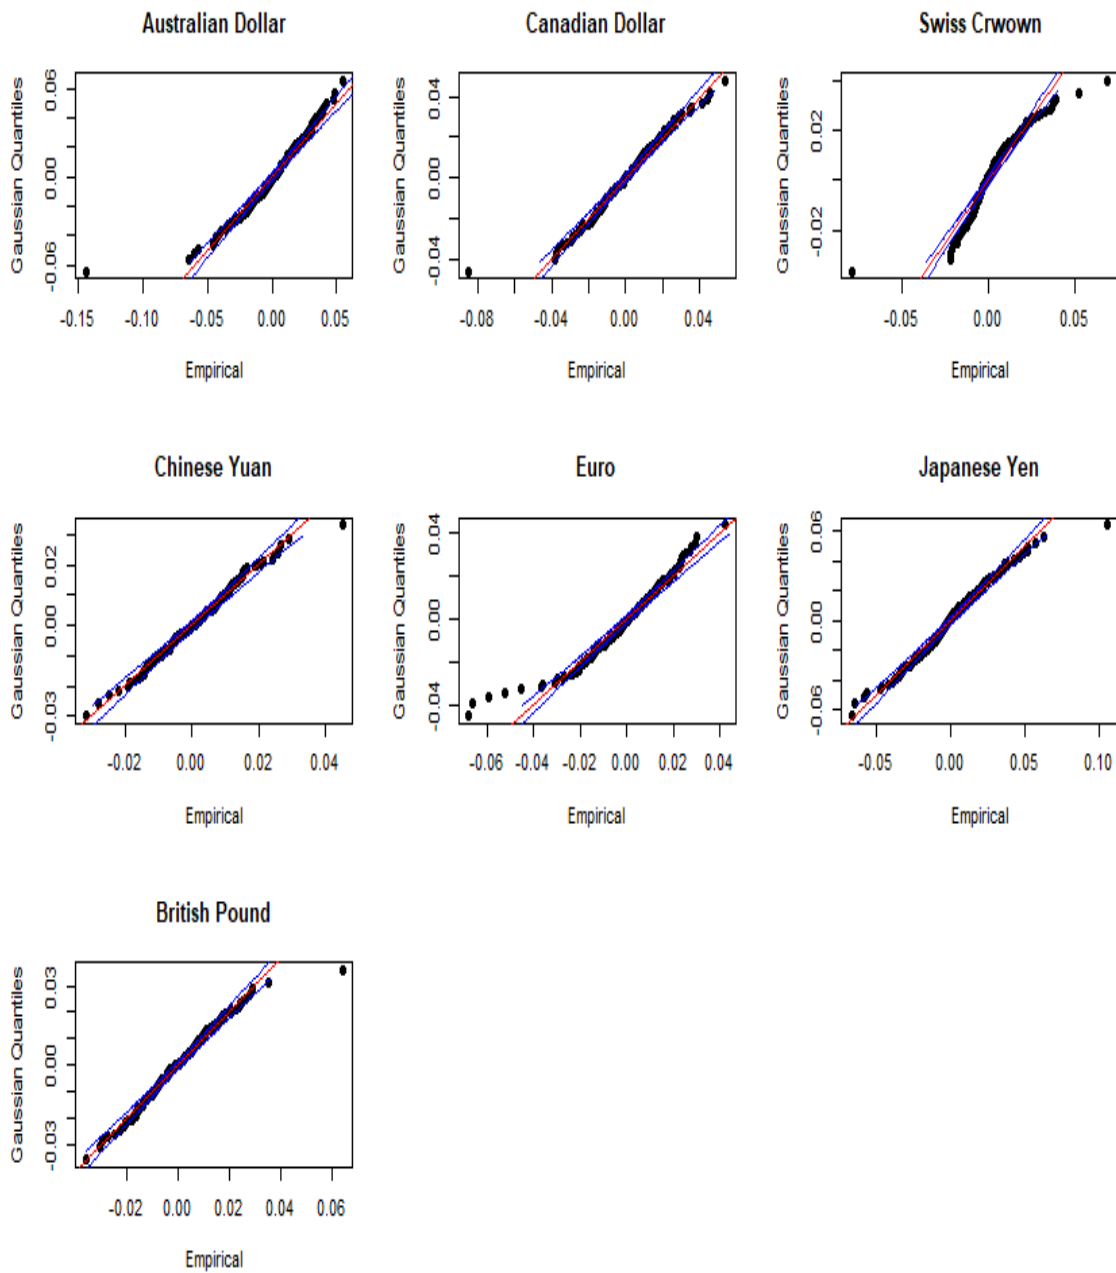 Australian Dollar
Gaussian Quantiles
-0.06 0.00 0.06
-0.15 -0.10 -0.05 0.00 0.05
Empirical
Canadian Dollar
Gaussian Quantiles
-0.04 0.00 0.04
-0.08 -0.04 0.00 0.04
Empirical
Swiss Crwown
Gaussian Quantiles
-0.02 0.02
-0.05 0.00 0.05
Empirical
Chinese Yuan
Gaussian Quantiles
-0.03 0.00 0.02
-0.02 0.00 0.02 0.04
Empirical
Euro
Gaussian Quantiles
-0.04 0.00 0.04
-0.06 -0.04 -0.02 0.00 0.02 0.04
Empirical
Japanese Yen
Gaussian Quantiles
-0.06 0.00 0.06
-0.05 0.00 0.05 0.10
Empirical
British Pound
Gaussian Quantiles
-0.03 0.00 0.03
-0.02 0.00 0.02 0.04 0.06
Empirical